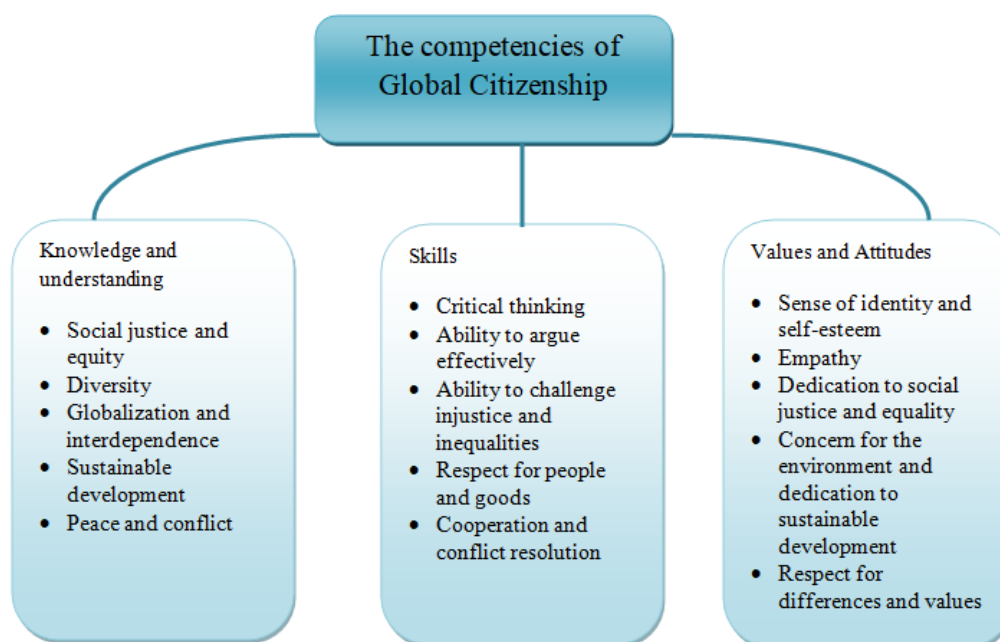 The competencies of
Global Citizenship
Knowledge and
understanding
• Social justice and
equity
• Diversity
• Globalization and
interdependence
• Sustainable
development
• Peace and conflict
Skills
• Critical thinking
• Ability to argue
effectively
• Ability to challenge
injustice and
inequalities
• Respect for people
and goods
• Cooperation and
conflict resolution
Values and Attitudes
• Sense of identity and
self-esteem
• Empathy
• Dedication to social
justice and equality
• Concern for the
environment and
dedication to
sustainable
development
• Respect for
differences and values